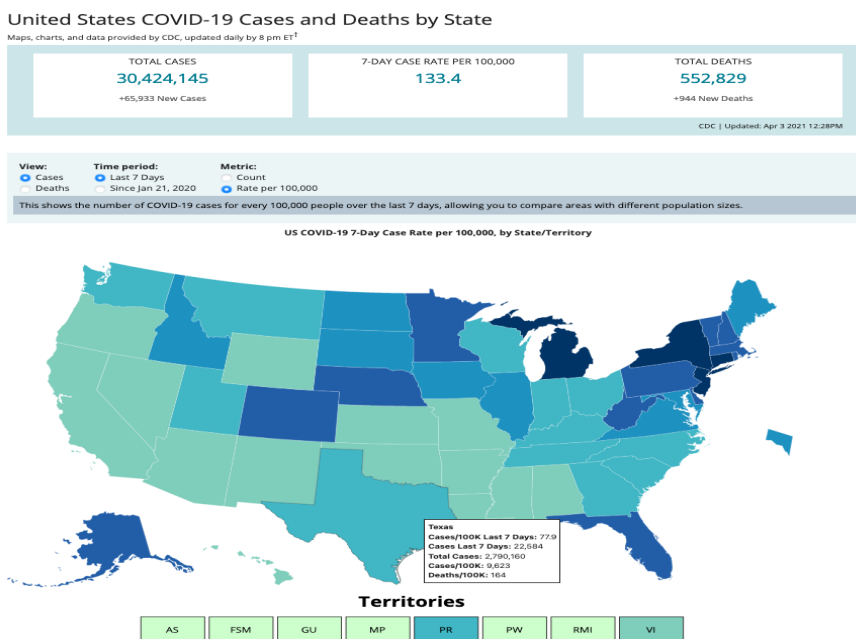 United States COVID-19 Cases and Deaths by State
Maps, charts, and data provided by CDC, updated daily by 8 pm ET†
TOTAL CASES
30,424,145
+65,933 New Cases
7-DAY CASE RATE PER 100,000
133.4
TOTAL DEATHS
552,829
+944 New Deaths
CDC | Updated: Apr 3 2021 12:28PM
View:
Cases
Deaths
Time period:
Last 7 Days
Since Jan 21, 2020
Metric:
Count
Rate per 100,000
This shows the number of COVID-19 cases for every 100,000 people over the last 7 days, allowing you to compare areas with different population sizes.
US COVID-19 7-Day Case Rate per 100,000, by State/Territory
Texas
Cases/100K Last 7 Days: 77.9
Cases Last 7 Days: 22,584
Total Cases: 2,790,160
Cases/100K: 9,623
Deaths/100K: 164
Territories
AS FSM GU MP PR PW RMI VI